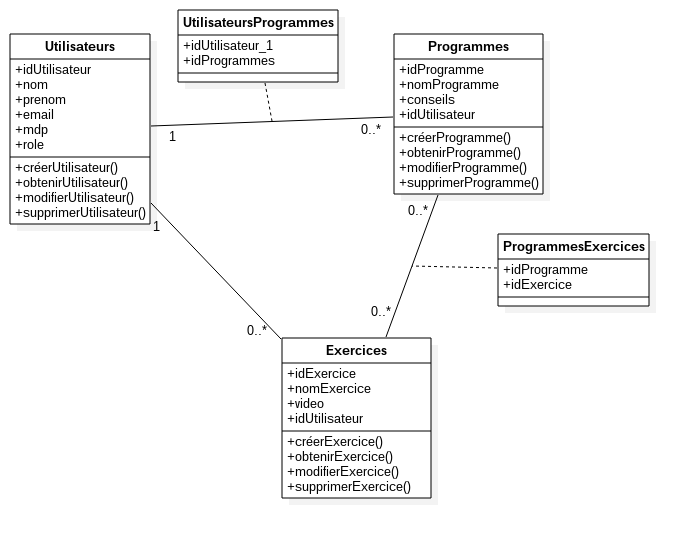 UtilisateursProgrammes
+idUtilisateur_1
+idProgrammes
Utilisateurs
+idUtilisateur
+nom
+prenom
+email
+mdp
+role
+créerUtilisateur()
+obtenirUtilisateur()
+modifierUtilisateur()
+supprimerUtilisateur()
Programmes
+idProgramme
+nomProgramme
+conseils
+idUtilisateur
+créerProgramme()
+obtenirProgramme()
+modifierProgramme()
+supprimerProgramme()
1
0..*
1
0..*
0..*
0..*
ProgrammesExercices
+idProgramme
+idExercice
Exercices
+idExercice
+nomExercice
+video
+idUtilisateur
+créerExercice()
+obtenirExercice()
+modifierExercice()
+supprimerExercice()